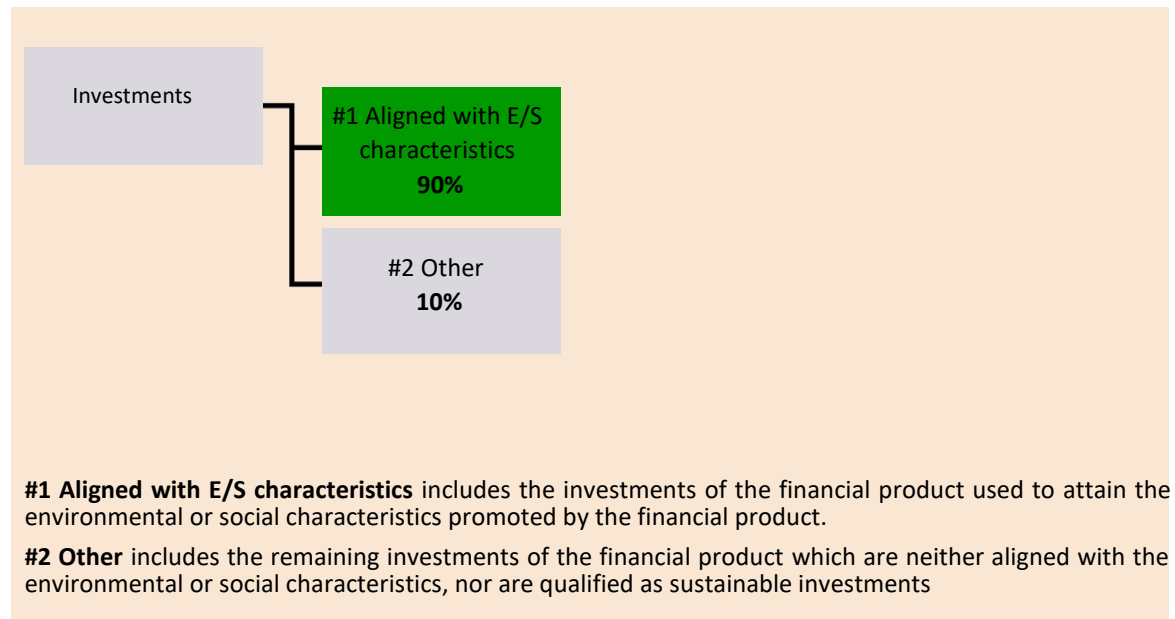 Investments
#1 Aligned with E/S
characteristics
90%
#2 Other
10%
#1 Aligned with E/S characteristics includes the investments of the financial product used to attain the
environmental or social characteristics promoted by the financial product.
#2 Other includes the remaining investments of the financial product which are neither aligned with the
environmental or social characteristics, nor are qualified as sustainable investments